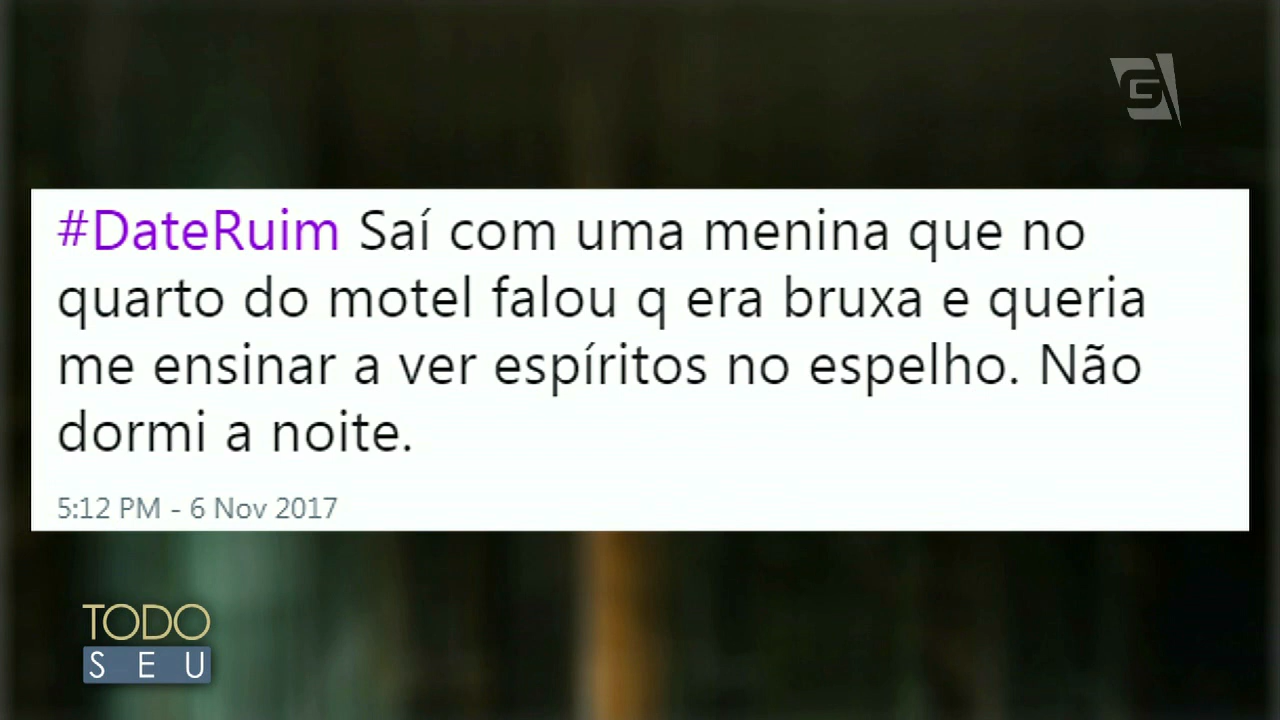 #DateRuim Saí com uma menina que no
quarto do motel falou q era bruxa e queria
me ensinar a ver espíritos no espelho. Não
dormi a noite.
5:12 PM - 6 Nov 2017
TODO
SEU